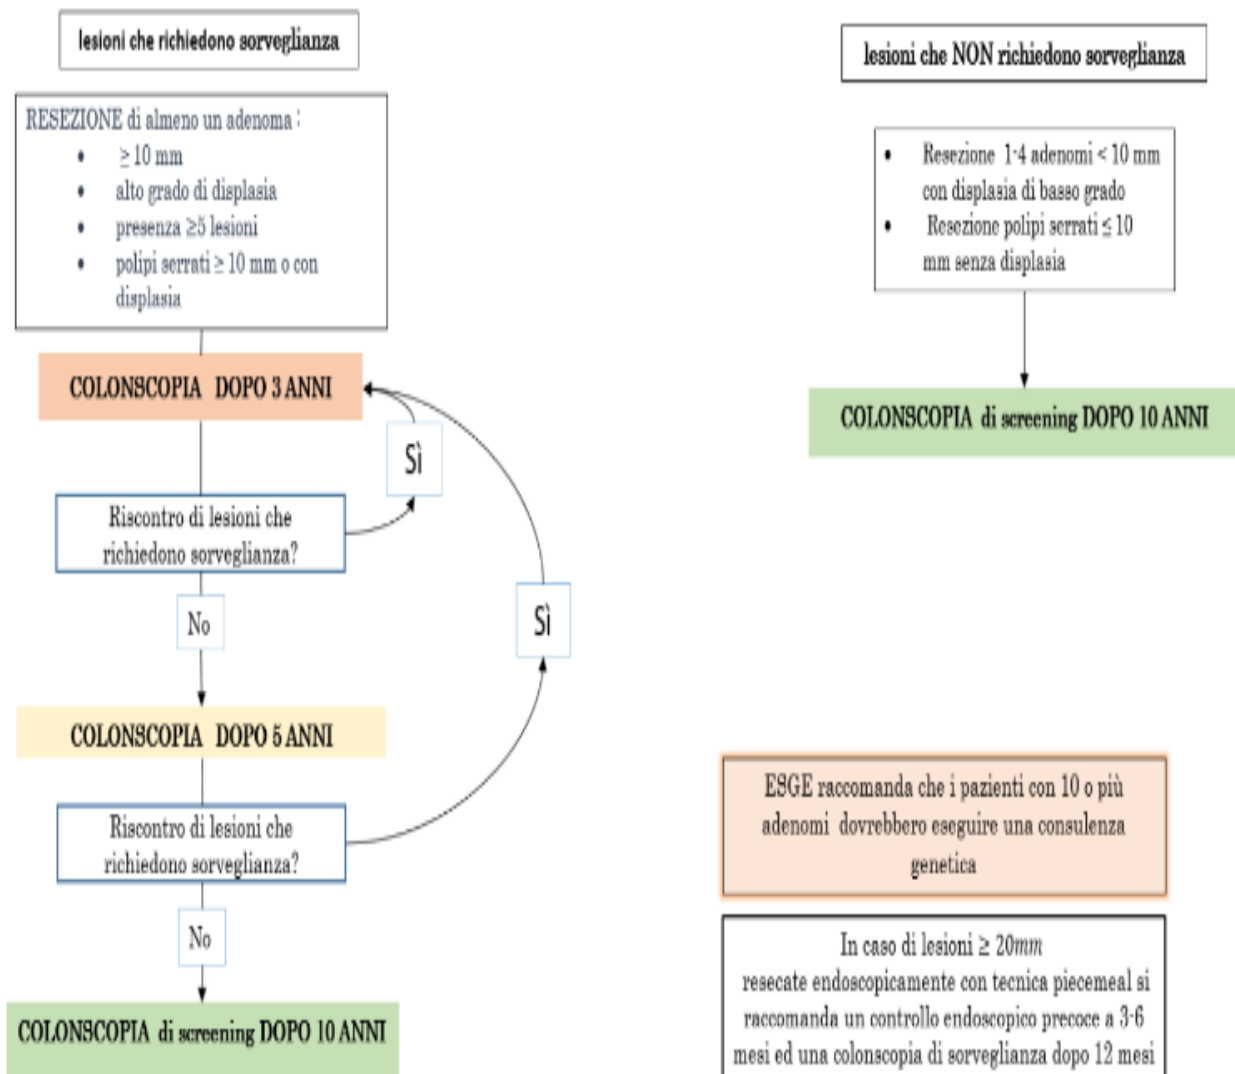 lesioni che richiedono sorveglianza
RESEZIONE di almeno un adenoma :
• ≥ 10 mm
• alto grado di displasia
• presenza ≥5 lesioni
• polipi serrati ≥ 10 mm o con
displasia
COLONSCOPIA DOPO 3 ANNI
Sì
Riscontro di lesioni che
richiedono sorveglianza?
No
Sì
COLONSCOPIA DOPO 5 ANNI
Riscontro di lesioni che
richiedono sorveglianza?
No
COLONSCOPIA di screening DOPO 10 ANNI
lesioni che NON richiedono sorveglianza
• Resezione 1-4 adenomi < 10 mm
con displasia di basso grado
• Resezione polipi serrati ≤ 10
mm senza displasia
COLONSCOPIA di screening DOPO 10 ANNI
ESGE raccomanda che i pazienti con 10 o più
adenomi dovrebbero eseguire una consulenza
genetica
In caso di lesioni ≥ 20mm
resecate endoscopicamente con tecnica piecemeal si
raccomanda un controllo endoscopico precoce a 3-6
mesi ed una colonscopia di sorveglianza dopo 12 mesi